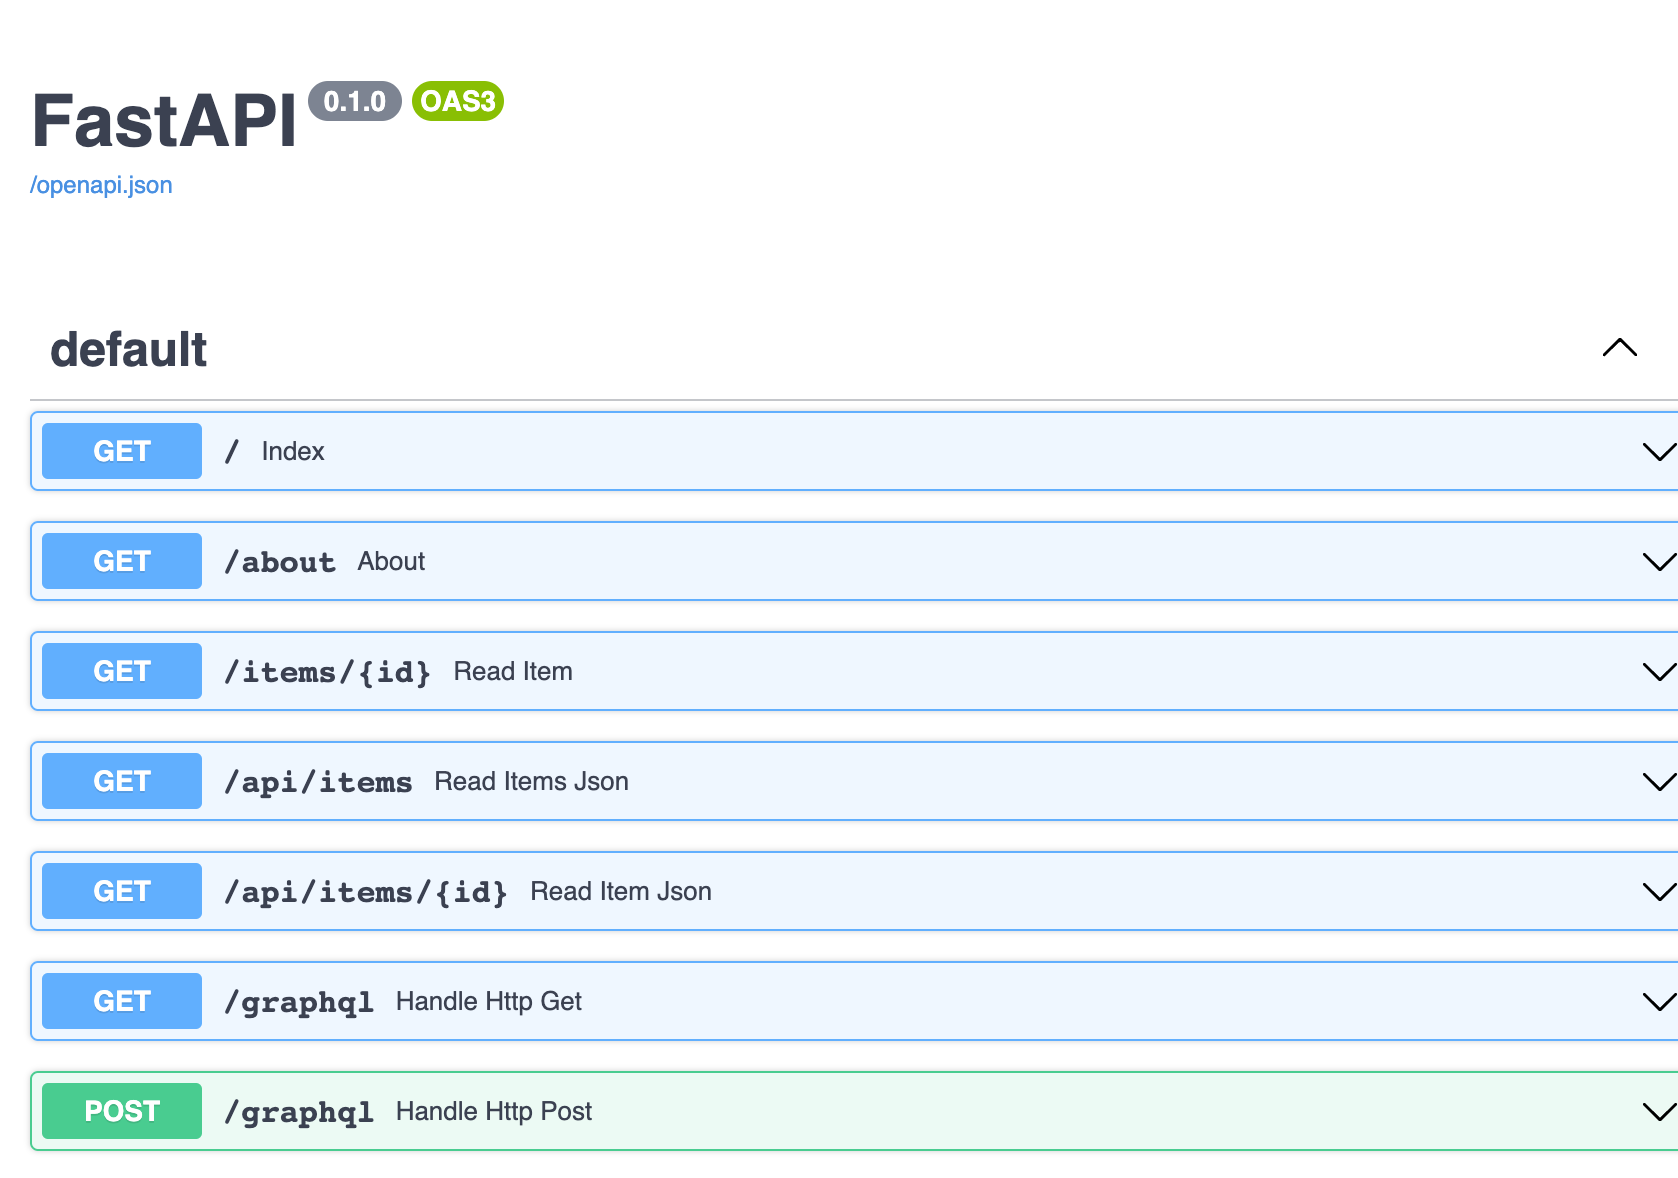 FastAPI 0.1.0 OAS3
/openapi.json
default
GET / Index
GET /about About
GET /items/{id} Read Item
GET /api/items Read Items Json
GET /api/items/{id} Read Item Json
GET /graphql Handle Http Get
POST /graphql Handle Http Post